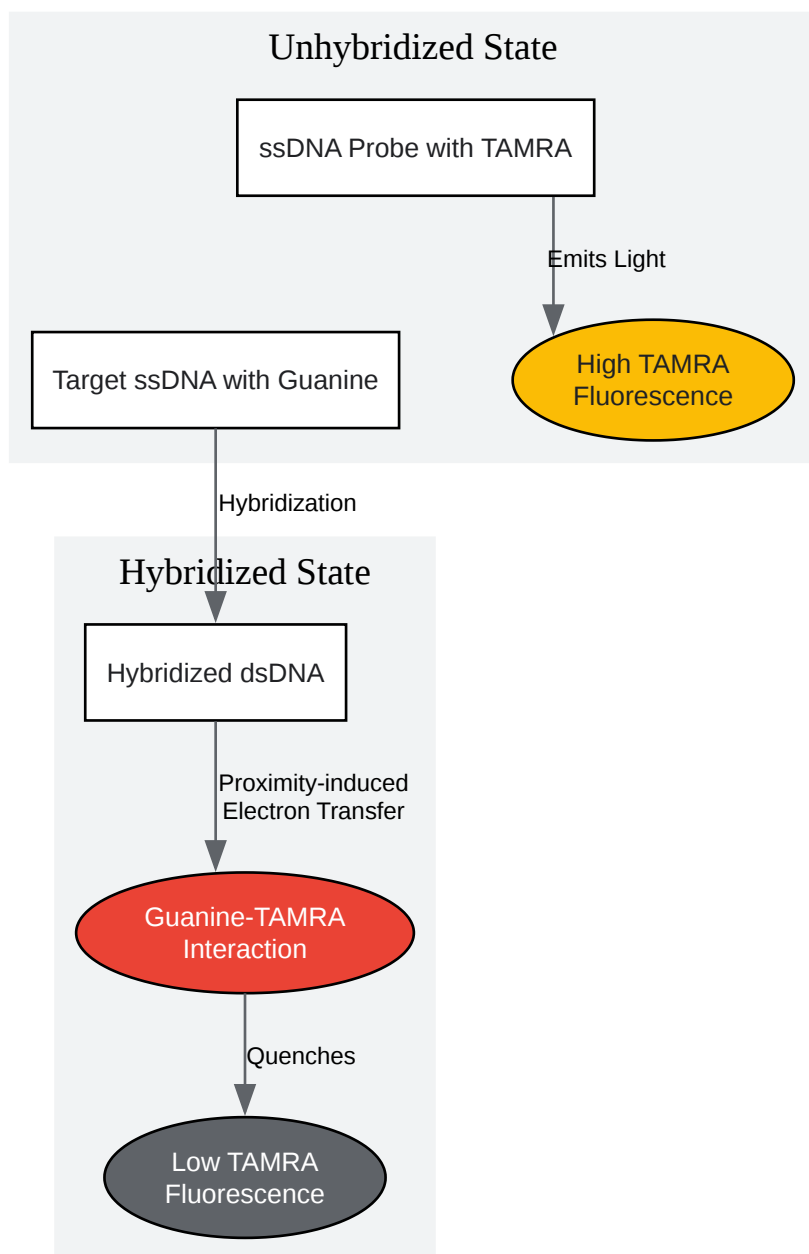 Unhybridized State
ssDNA Probe with TAMRA
Emits Light
High TAMRA
Fluorescence
Target ssDNA with Guanine
Hybridization
Hybridized State
Hybridized dsDNA
Proximity-induced
Electron Transfer
Guanine-TAMRA
Interaction
Quenches
Low TAMRA
Fluorescence